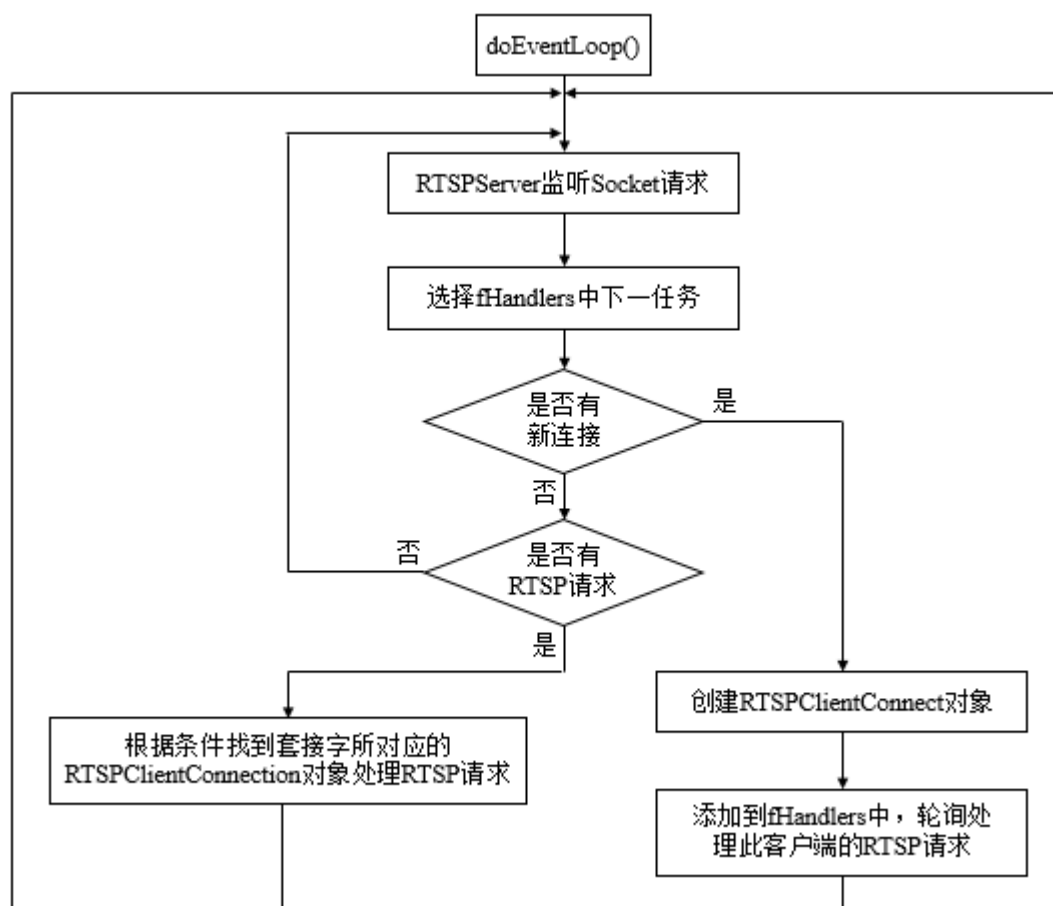 doEventLoop()
RTSPServer监听Socket请求
选择fHandlers中下一任务
是否有
新连接
是
否
是否有
RTSP请求
否
是
创建RTSPClientConnect对象
根据条件找到套接字所对应的
RTSPClientConnection对象处理RTSP请求
添加到fHandlers中，轮询处
理此客户端的RTSP请求